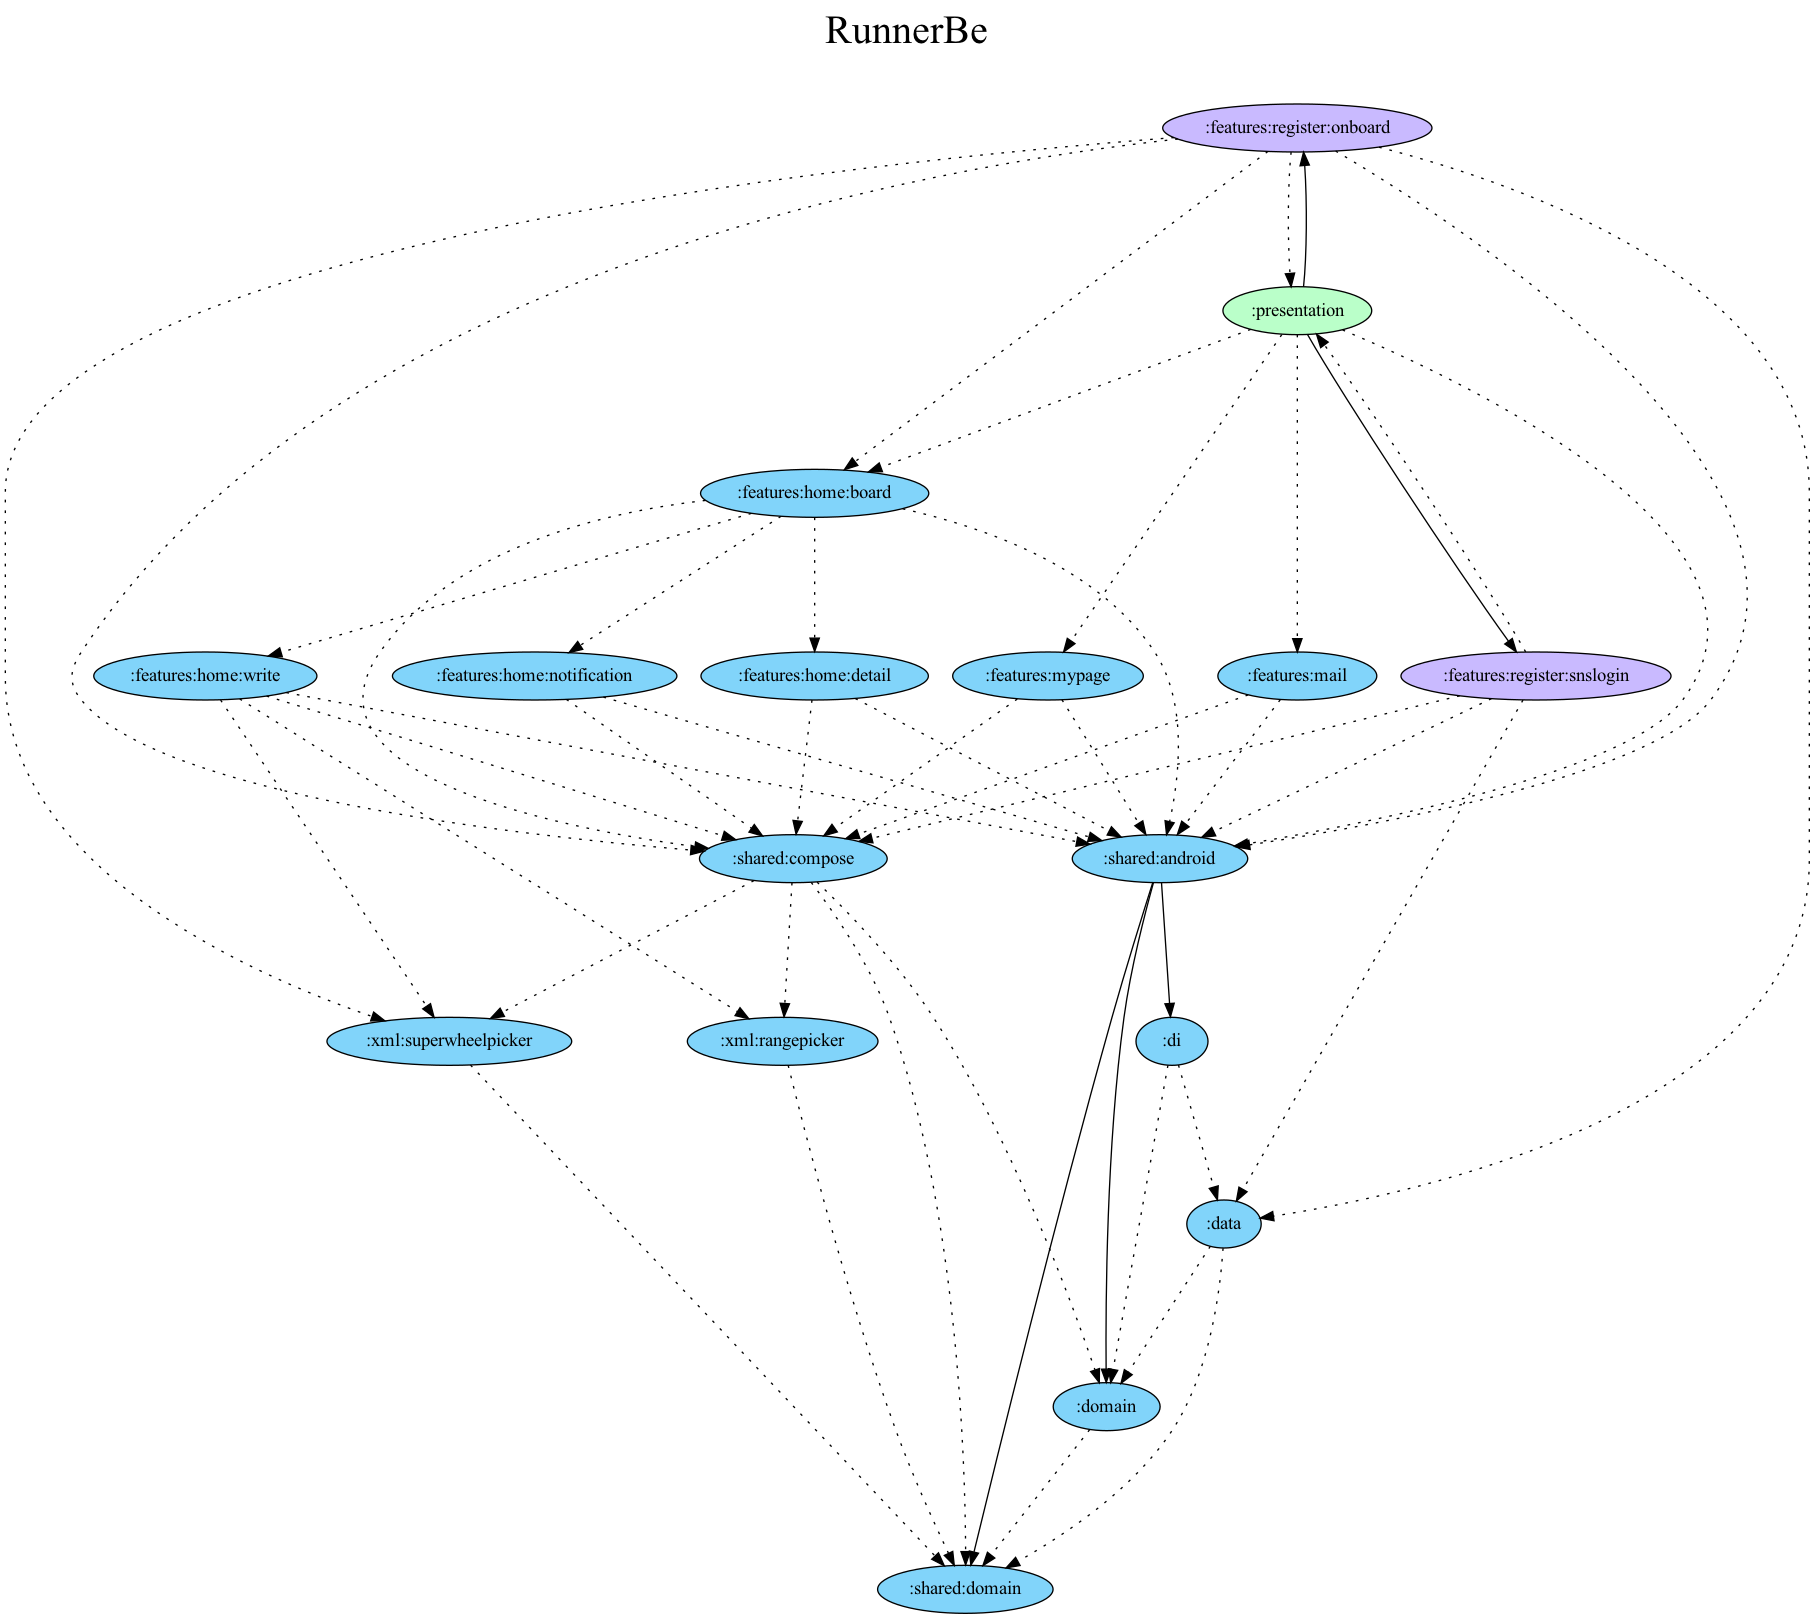 RunnerBe
:features:register:onboard
:presentation
:features:home:board
:features:home:write
:features:home:notification
:features:home:detail
:features:mypage
:features:mail
:features:register:snslogin
:shared:compose
:shared:android
:xml:superwheelpicker
:xml:rangepicker
:di
:data
:domain
:shared:domain